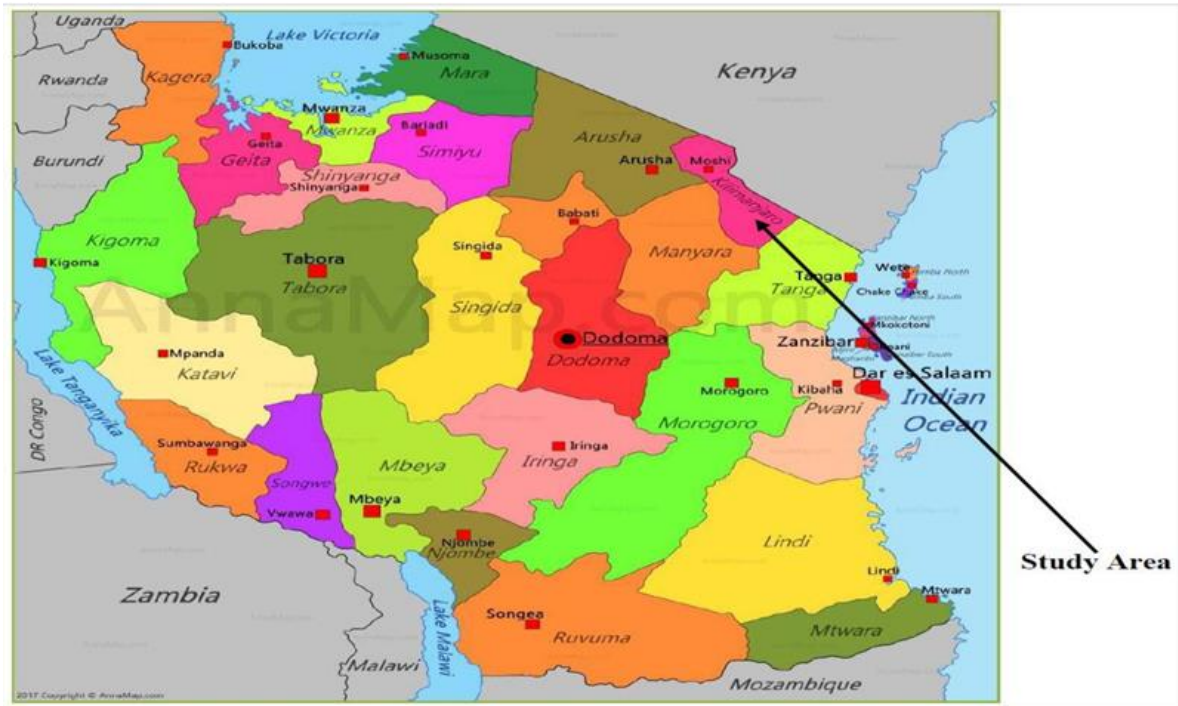 Uganda
Lake Victoria
Bukoba
Musoma
Kenya
Rwanda
Kagera
Mara
Mwanza
Mwanza
Bariadi
Arusha
Geita
Geita
Simiyu
Burundi
Arusha
Moshi
Shinyanga
Shinyanga
Kilimanjaro
Babati
Kigoma
Singida
Manyara
Kigoma
Tabora
Tabora
Tanga
Tanga
Wete
Chake Chake
AnnaMap.com
Singida
Dodoma
Dodoma
Mkokotoni
Zanzibar
Mpanda
Katavi
Dar es Salaam
Morogoro
Kibaha
Pwani
Indian
Ocean
Lake Tanganyika
DR Congo
Morogoro
Sumbawanga
Rukwa
Songwe
Mbeya
Iringa
Iringa
Mbeya
Vwawa
Njombe
Njombe
Lindi
Study Area
Lindi
Mtwara
Zambia
Songea
Ruvuma
Mtwara
Lake Malawi
Malawi
Mozambique
2017 Copyright © AnnaMap.com